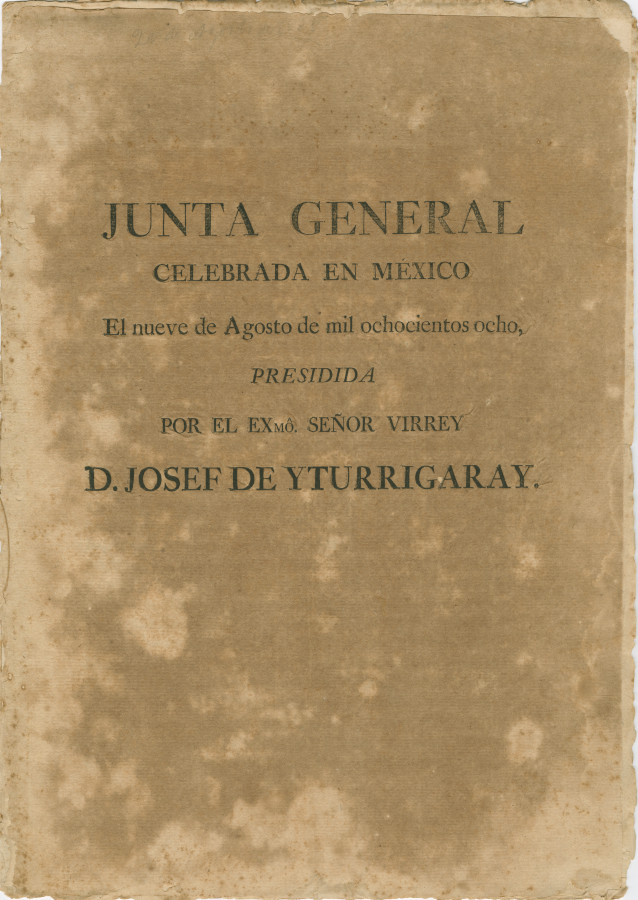 JUNTA GENERAL
CELEBRADA EN MÉXICO
El nueve de Agosto de mil ochocientos ocho,
PRESIDIDA
POR EL EXMÔ. SEÑOR VIRREY
D. JOSEF DE YTURRIGARAY.